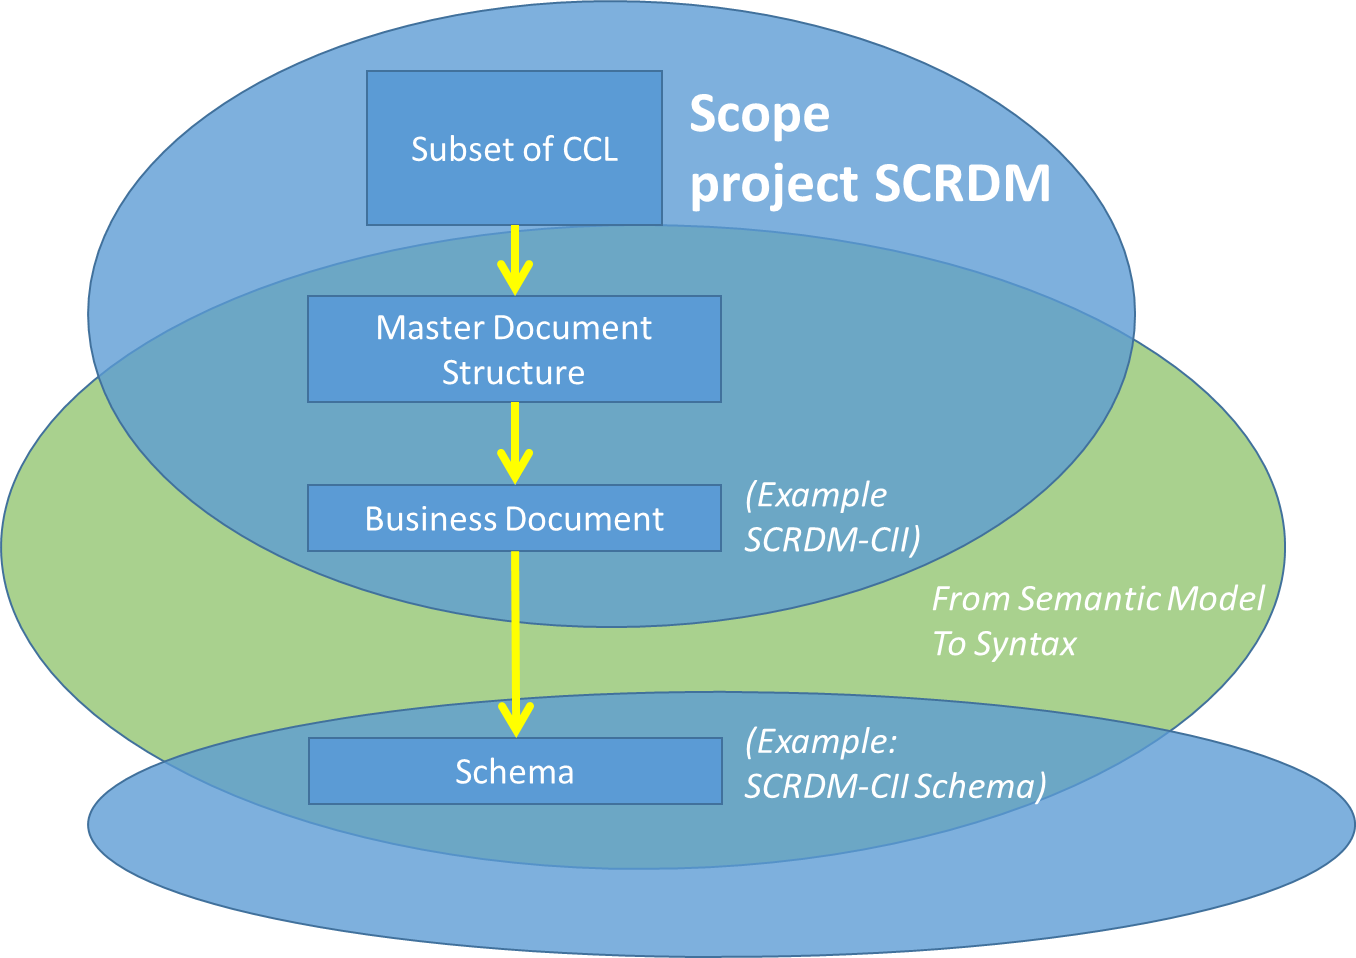 Subset of CCL
Scope
project SCRDM
Master Document
Structure
Business Document
(Example
SCRDM-CII)
From Semantic Model
To Syntax
Schema
(Example:
SCRDM-CII Schema)